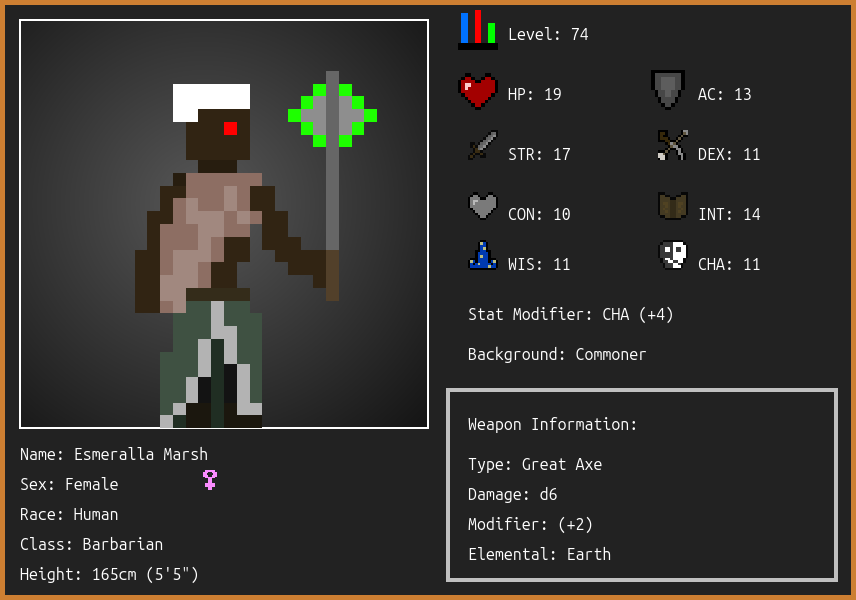 Level: 74
HP: 19
AC: 13
STR: 17
DEX: 11
CON: 10
INT: 14
WIS: 11
CHA: 11
Stat Modifier: CHA (+4)
Background: Commoner
Weapon Information:
Type: Great Axe
Damage: d6
Modifier: (+2)
Elemental: Earth
Name: Esmeralla Marsh
Sex: Female
Race: Human
Class: Barbarian
Height: 165cm (5'5")